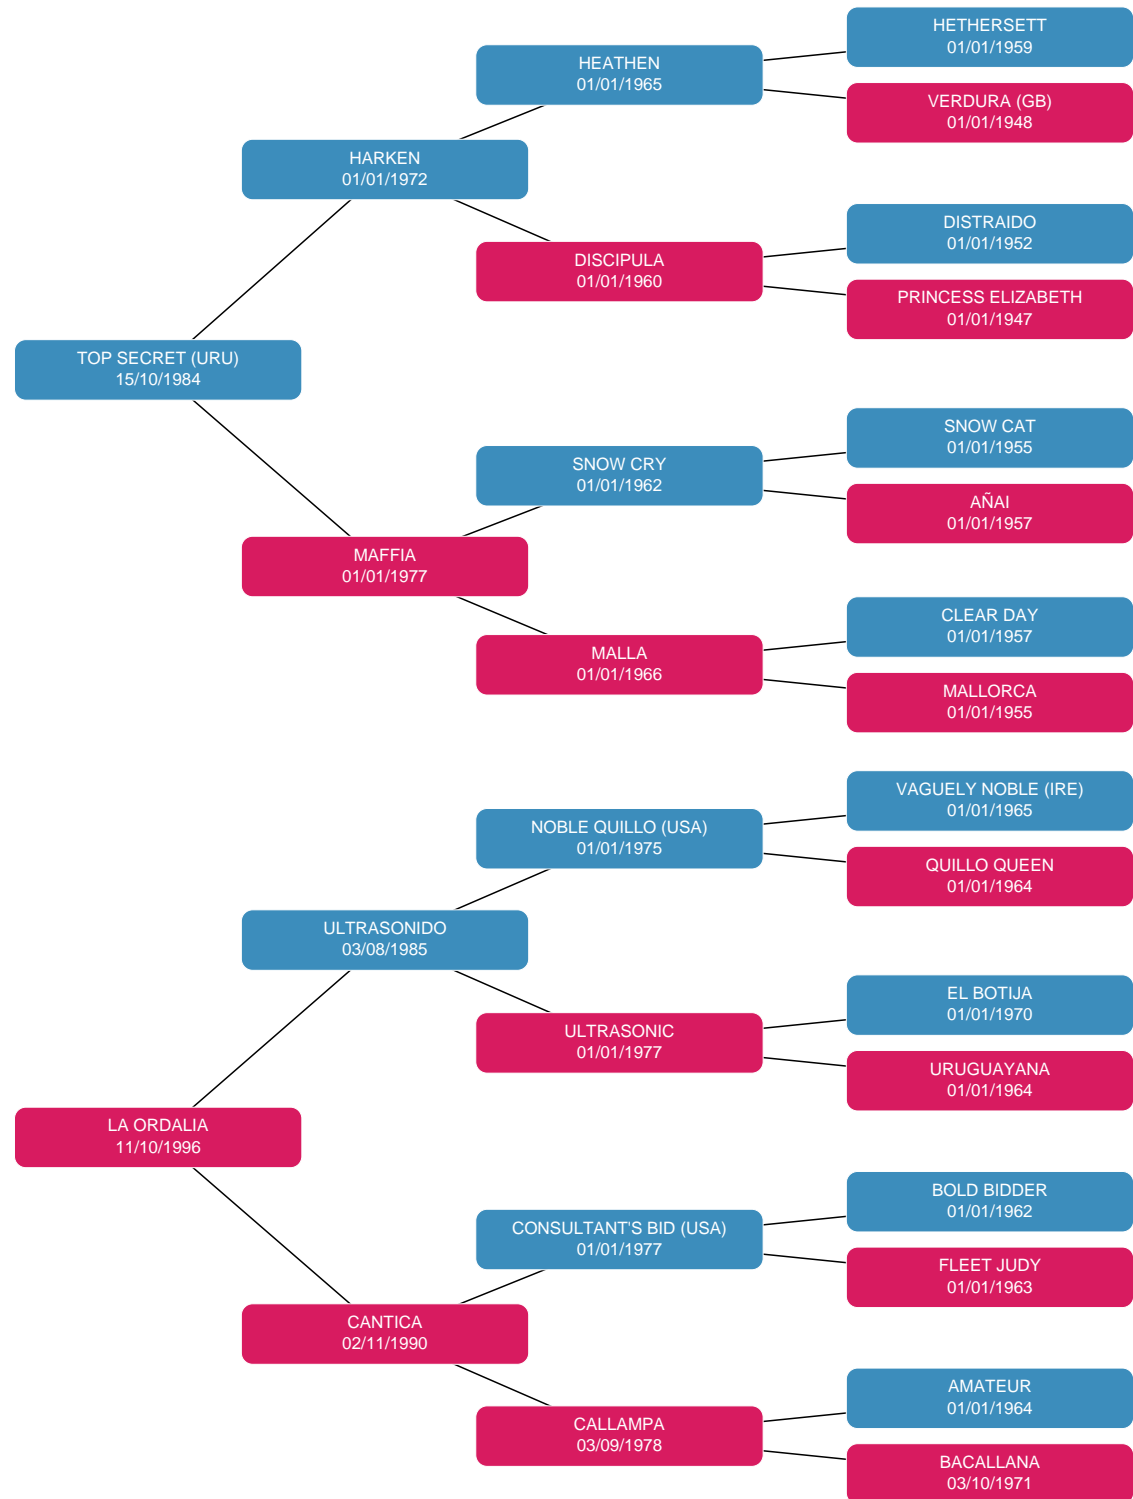 HETHERSETT
01/01/1959
HEATHEN
01/01/1965
VERDURA (GB)
01/01/1948
HARKEN
01/01/1972
DISTRAIDO
01/01/1952
DISCIPULA
01/01/1960
PRINCESS ELIZABETH
01/01/1947
TOP SECRET (URU)
15/10/1984
SNOW CAT
01/01/1955
SNOW CRY
01/01/1962
AÑAI
01/01/1957
MAFFIA
01/01/1977
CLEAR DAY
01/01/1957
MALLA
01/01/1966
MALLORCA
01/01/1955
VAGUELY NOBLE (IRE)
01/01/1965
NOBLE QUILLO (USA)
01/01/1975
QUILLO QUEEN
01/01/1964
ULTRASONIDO
03/08/1985
EL BOTIJA
01/01/1970
ULTRASONIC
01/01/1977
URUGUAYANA
01/01/1964
LA ORDALIA
11/10/1996
BOLD BIDDER
01/01/1962
CONSULTANT'S BID (USA)
01/01/1977
FLEET JUDY
01/01/1963
CANTICA
02/11/1990
AMATEUR
01/01/1964
CALLAMPA
03/09/1978
BACALLANA
03/10/1971